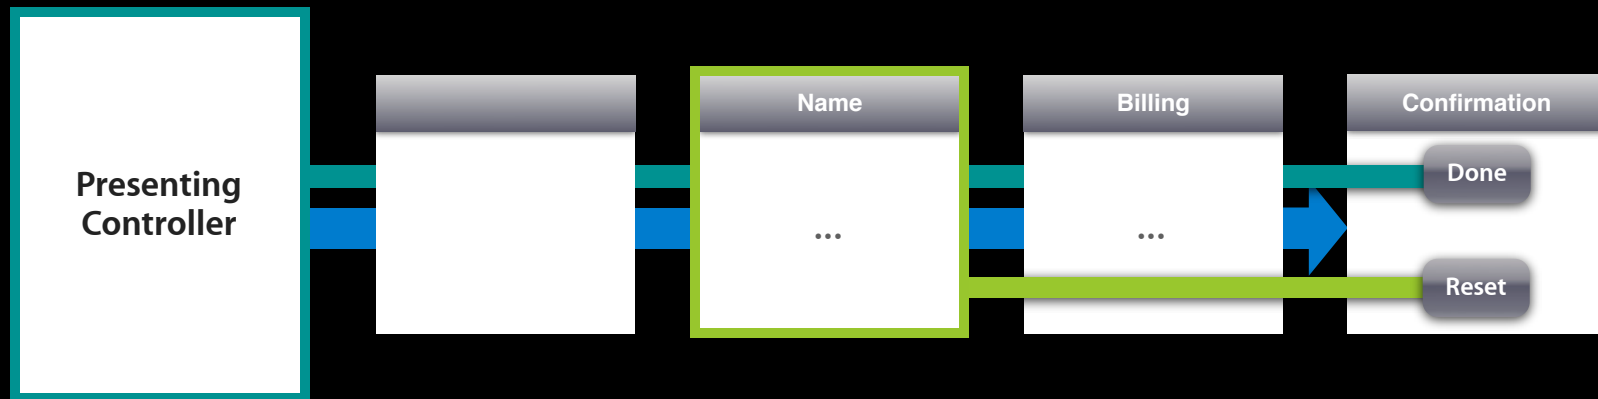 Presenting
Controller
Name
...
Billing
...
Confirmation
Done
Reset